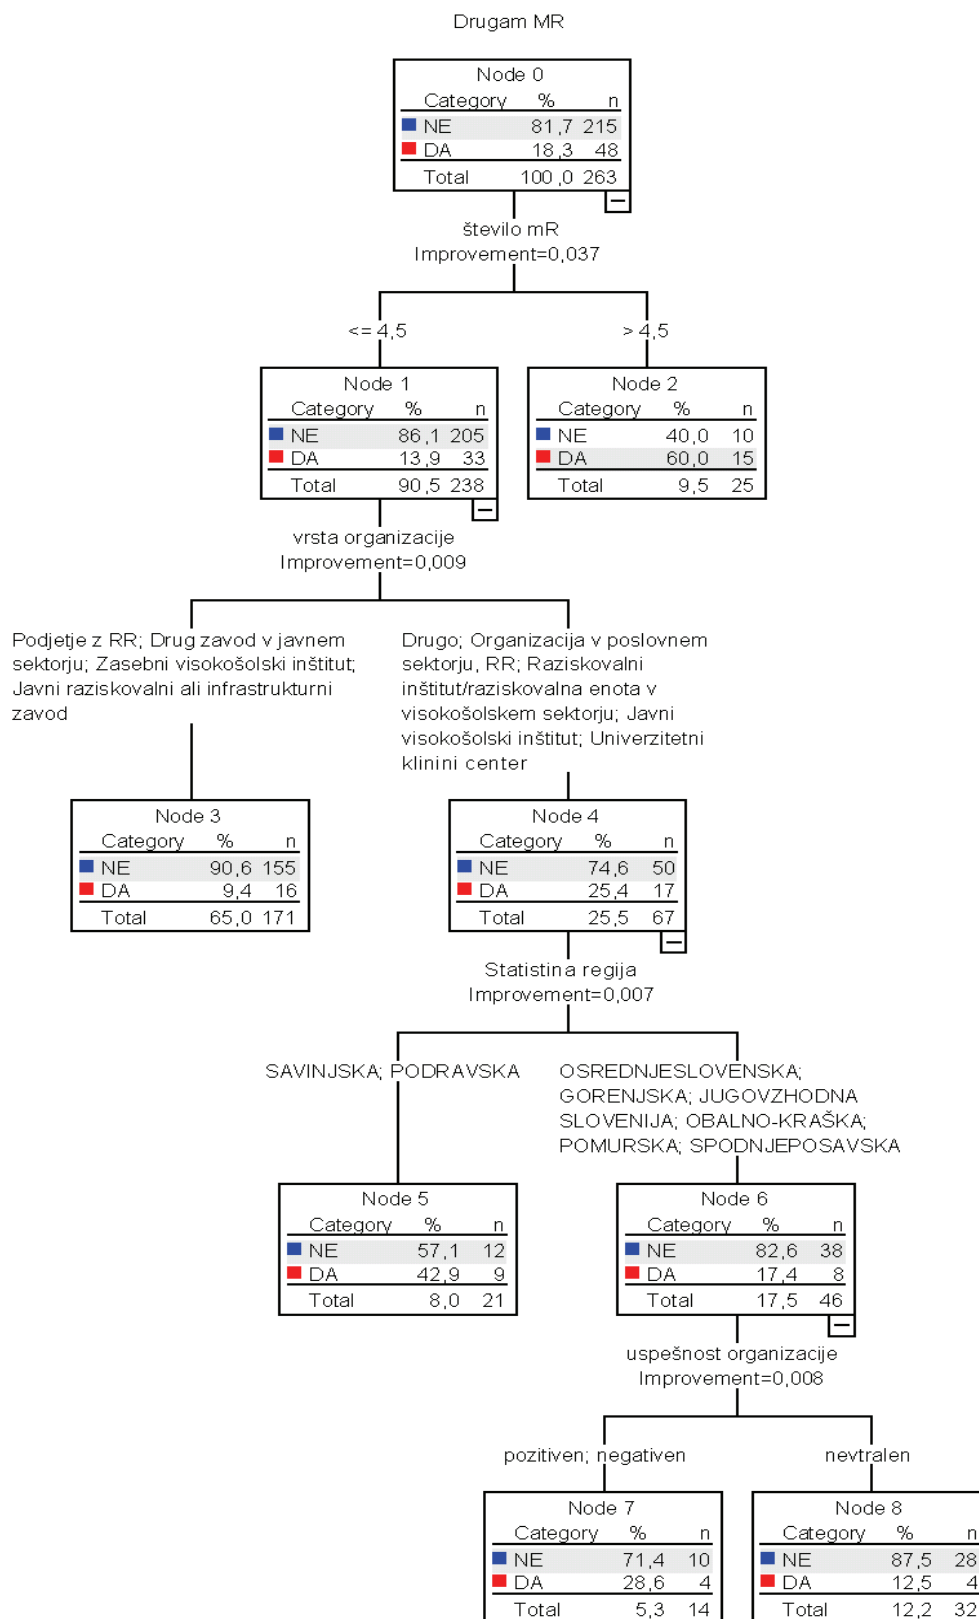 Drugam MR
Node 0
Category % n
NE 81,7 215
DA 18,3 48
Total 100,0 263
število mR
Improvement=0,037
<= 4,5
> 4,5
Node 1
Category % n
NE 86,1 205
DA 13,9 33
Total 90,5 238
Node 2
Category % n
NE 40,0 10
DA 60,0 15
Total 9,5 25
vrsta organizacije
Improvement=0,009
Podjetje z RR; Drug zavod v javnem
sektorju; Zasebni visokošolski inštitut;
Javni raziskovalni ali infrastrukturni
zavod
Drugo; Organizacija v poslovnem
sektorju, RR; Raziskovalni
inštitut/raziskovalna enota v
visokošolskem sektorju; Javni
visokošolski inštitut; Univerzitetni
klinini center
Node 3
Category % n
NE 90,6 155
DA 9,4 16
Total 65,0 171
Node 4
Category % n
NE 74,6 50
DA 25,4 17
Total 25,5 67
Statistina regija
Improvement=0,007
SAVINJSKA; PODRAVSKA
OSREDNJESLOVENSKA;
GORENJSKA; JUGOVZHODNA
SLOVENIJA; OBALNO-KRAŠKA;
POMURSKA; SPODNJEPOSAVSKA
Node 5
Category % n
NE 57,1 12
DA 42,9 9
Total 8,0 21
Node 6
Category % n
NE 82,6 38
DA 17,4 8
Total 17,5 46
uspešnost organizacije
Improvement=0,008
pozitiven; negativen
nevtralen
Node 7
Category % n
NE 71,4 10
DA 28,6 4
Total 5,3 14
Node 8
Category % n
NE 87,5 28
DA 12,5 4
Total 12,2 32